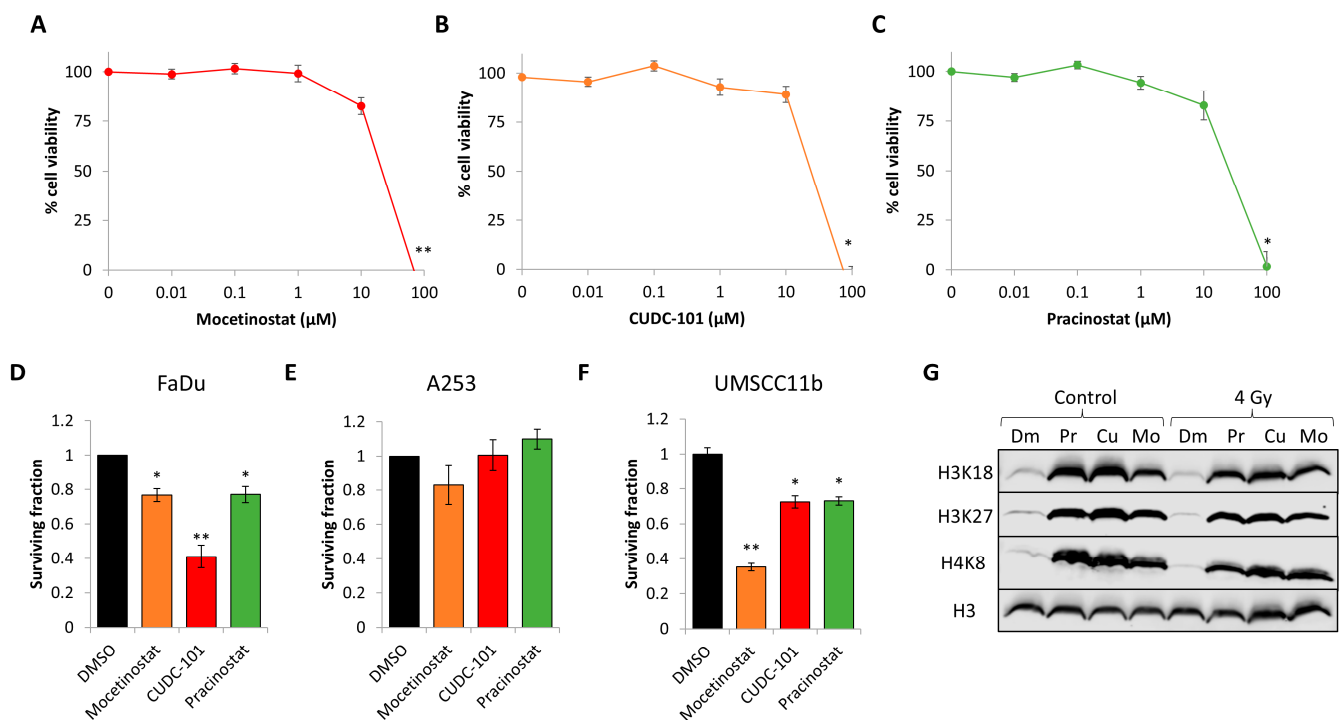 A
% cell viability
100
75
50
25
0
**
0 0.01 0.1 1 10 100
Mocetinostat (µM)
B
% cell viability
100
75
50
25
0
*
0 0.01 0.1 1 10 100
CUDC-101 (µM)
C
% cell viability
100
75
50
25
0
*
0 0.01 0.1 1 10 100
Pracinostat (µM)
D
FaDu
Surviving fraction
1.2
1
0.8
0.6
0.4
0.2
0
*
**
*
DMSO
Mocetinostat
CUDC-101
Pracinostat
E
A253
Surviving fraction
1.2
1
0.8
0.6
0.4
0.2
0
DMSO
Mocetinostat
CUDC-101
Pracinostat
F
UMSCC11b
Surviving fraction
1.2
1
0.8
0.6
0.4
0.2
0
**
*
*
DMSO
Mocetinostat
CUDC-101
Pracinostat
G
Control 4 Gy
Dm Pr Cu Mo Dm Pr Cu Mo
H3K18
H3K27
H4K8
H3